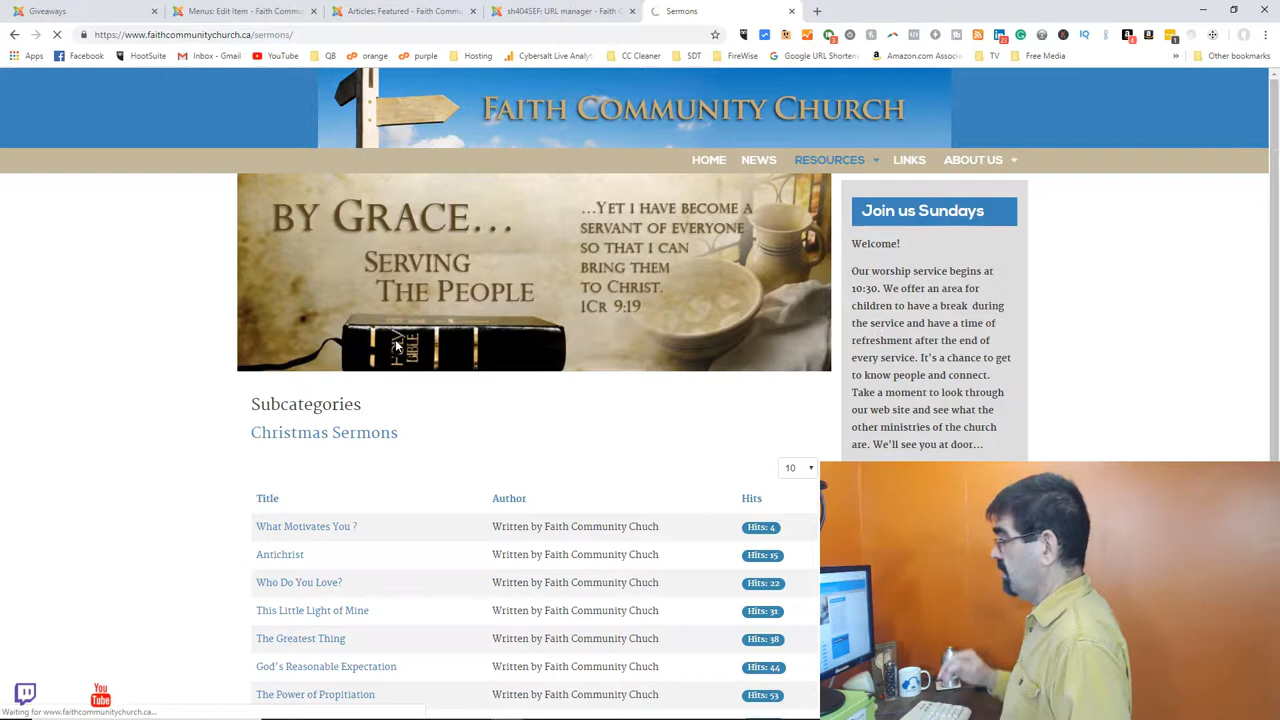 Giveaways
Menus: Edit Item - Faith Commu
Articles: Featured - Faith Commu
sh404SEF: URL manager - Faith C
Sermons
https://www.faithcommunitychurch.ca/sermons/
Apps
Facebook
HootSuite
Inbox - Gmail
YouTube
QB
orange
purple
Hosting
Cybersalt Live Analy
CC Cleaner
SDT
FireWise
Google URL Shorten
Amazon.com Associ
TV
Free Media
»
Other bookmarks
FAITH COMMUNITY CHURCH
HOME NEWS RESOURCES LINKS ABOUT US
BY GRACE...
SERVING
THE PEOPLE
...YET I HAVE BECOME A
SERVANT OF EVERYONE
SO THAT I CAN
BRING THEM
TO CHRIST.
1CR 9:19
HOLY
BIBLE
Join us Sundays
Welcome!
Our worship service begins at
10:30. We offer an area for
children to have a break during
the service and have a time of
refreshment after the end of
every service. It's a chance to get
to know people and connect.
Take a moment to look through
our web site and see what the
other ministries of the church
are. We'll see you at door...
Subcategories
Christmas Sermons
10
Title Author Hits
What Motivates You ? Written by Faith Community Chuch Hits: 4
Antichrist Written by Faith Community Chuch Hits: 15
Who Do You Love? Written by Faith Community Chuch Hits: 22
This Little Light of Mine Written by Faith Community Chuch Hits: 31
The Greatest Thing Written by Faith Community Chuch Hits: 38
God's Reasonable Expectation Written by Faith Community Chuch Hits: 44
The Power of Propitiation Written by Faith Community Chuch Hits: 53
You
Tube
Waiting for www.faithcommunitychurch.ca...